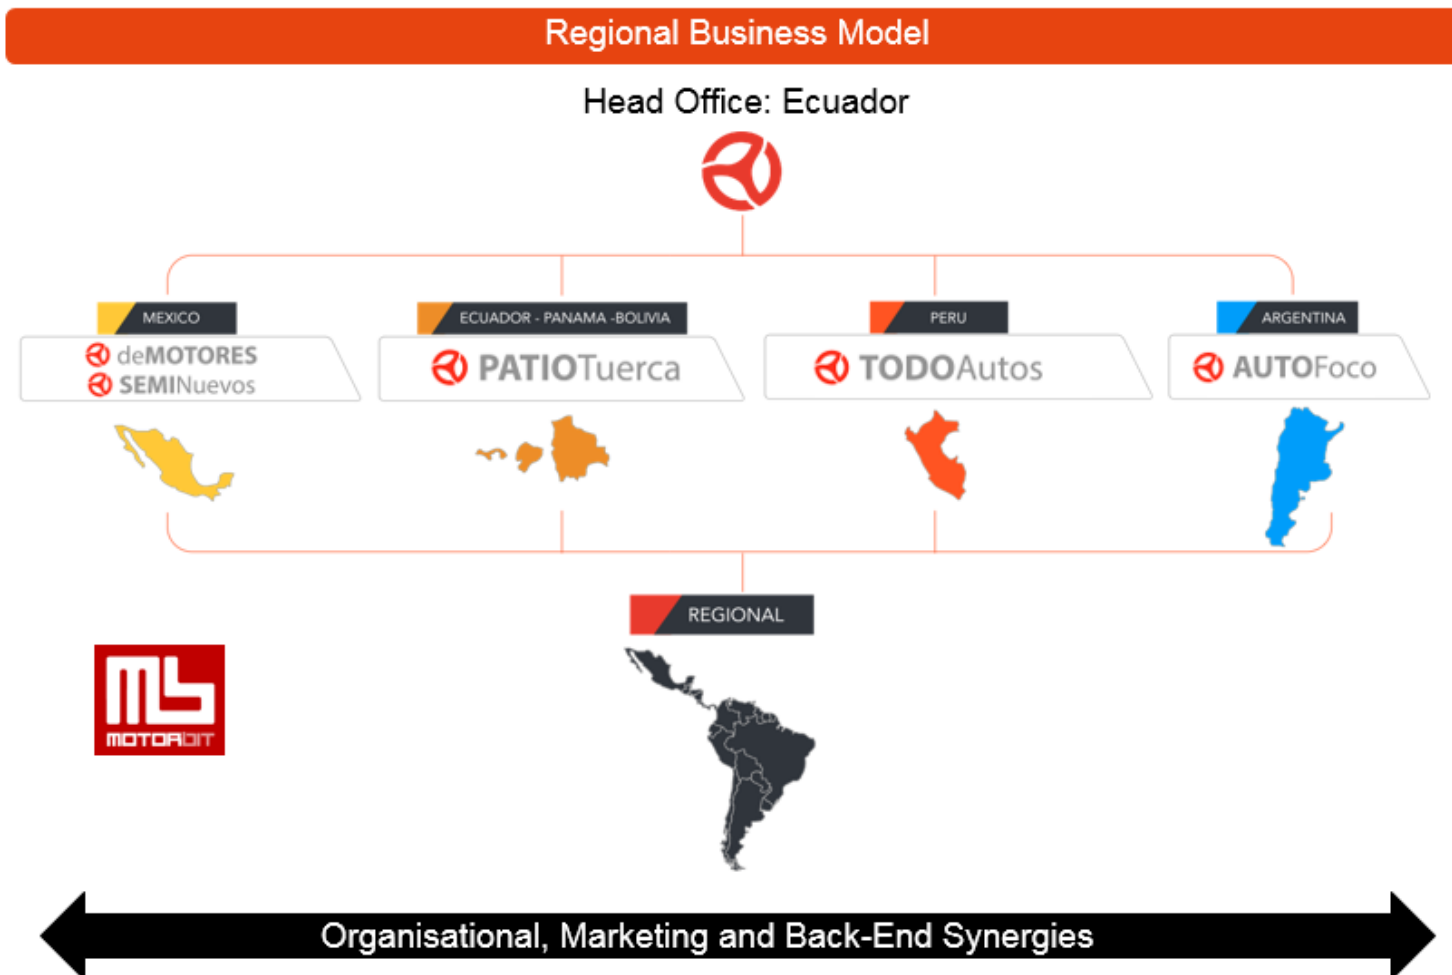 Regional Business Model
Head Office: Ecuador
MEXICO
deMOTORES
SEMINuevos
ECUADOR - PANAMA -BOLIVIA
PATIOTuerca
PERU
TODOAutos
ARGENTINA
AUTOFoco
REGIONAL
mb
MOTORBIT
Organisational, Marketing and Back-End Synergies